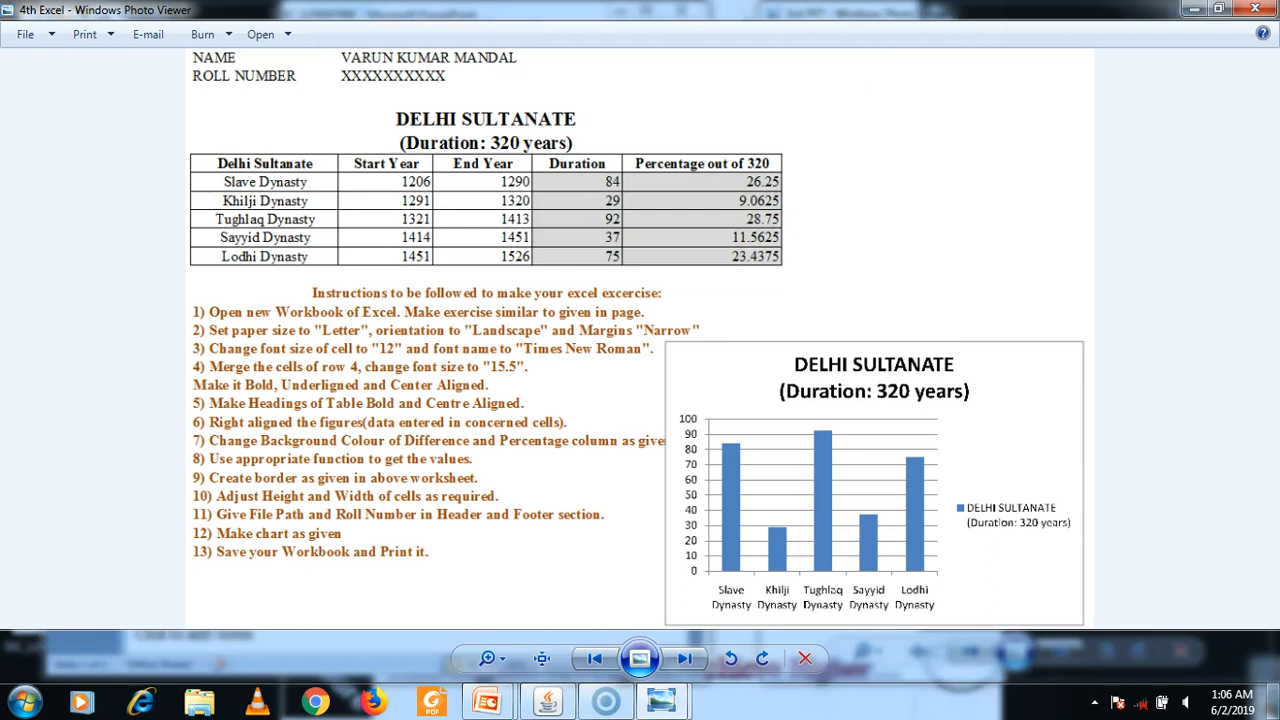 4th Excel - Windows Photo Viewer
File Print E-mail Burn Open
NAME VARUN KUMAR MANDAL
ROLL NUMBER XXXXXXXXXX
DELHI SULTANATE
(Duration: 320 years)
Delhi Sultanate Start Year End Year Duration Percentage out of 320
Slave Dynasty 1206 1290 84 26.25
Khilji Dynasty 1291 1320 29 9.0625
Tughlaq Dynasty 1321 1413 92 28.75
Sayyid Dynasty 1414 1451 37 11.5625
Lodhi Dynasty 1451 1526 75 23.4375
Instructions to be followed to make your excel excercise:
1) Open new Workbook of Excel. Make exercise similar to given in page.
2) Set paper size to "Letter", orientation to "Landscape" and Margins "Narrow"
3) Change font size of cell to "12" and font name to "Times New Roman".
4) Merge the cells of row 4, change font size to "15.5".
Make it Bold, Underligned and Center Aligned.
5) Make Headings of Table Bold and Centre Aligned.
6) Right aligned the figures(data entered in concerned cells).
7) Change Background Colour of Difference and Percentage column as given
8) Use appropriate function to get the values.
9) Create border as given in above worksheet.
10) Adjust Height and Width of cells as required.
11) Give File Path and Roll Number in Header and Footer section.
12) Make chart as given
13) Save your Workbook and Print it.
DELHI SULTANATE
(Duration: 320 years)
100
90
80
70
60
50
40
30
20
10
0
Slave Khilji Tughlaq Sayyid Lodhi
Dynasty Dynasty Dynasty Dynasty Dynasty
DELHI SULTANATE
(Duration: 320 years)
Click to add notes
PDF
1:06 AM
6/2/2019